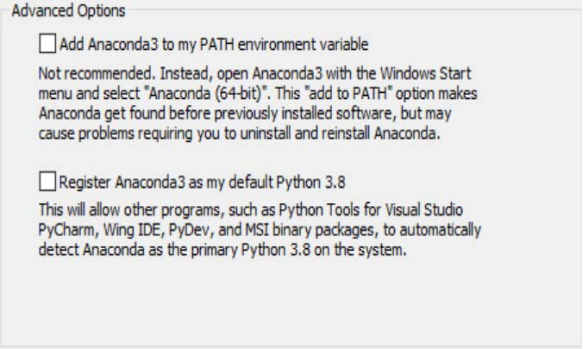 Advanced Options
Add Anaconda3 to my PATH environment variable
Not recommended. Instead, open Anaconda3 with the Windows Start
menu and select "Anaconda (64-bit)". This "add to PATH" option makes
Anaconda get found before previously installed software, but may
cause problems requiring you to uninstall and reinstall Anaconda.
Register Anaconda3 as my default Python 3.8
This will allow other programs, such as Python Tools for Visual Studio
PyCharm, Wing IDE, PyDev, and MSI binary packages, to automatically
detect Anaconda as the primary Python 3.8 on the system.